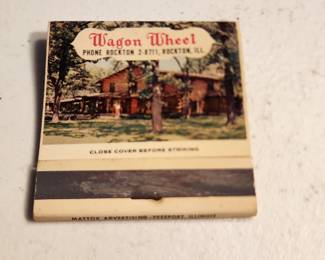 Wagon Wheel
PHONE ROCKTON 2-8711, ROCKTON, ILL.
CLOSE COVER BEFORE STRIKING
MATTOX ADVERTISING - FREEPORT, ILLINOIS